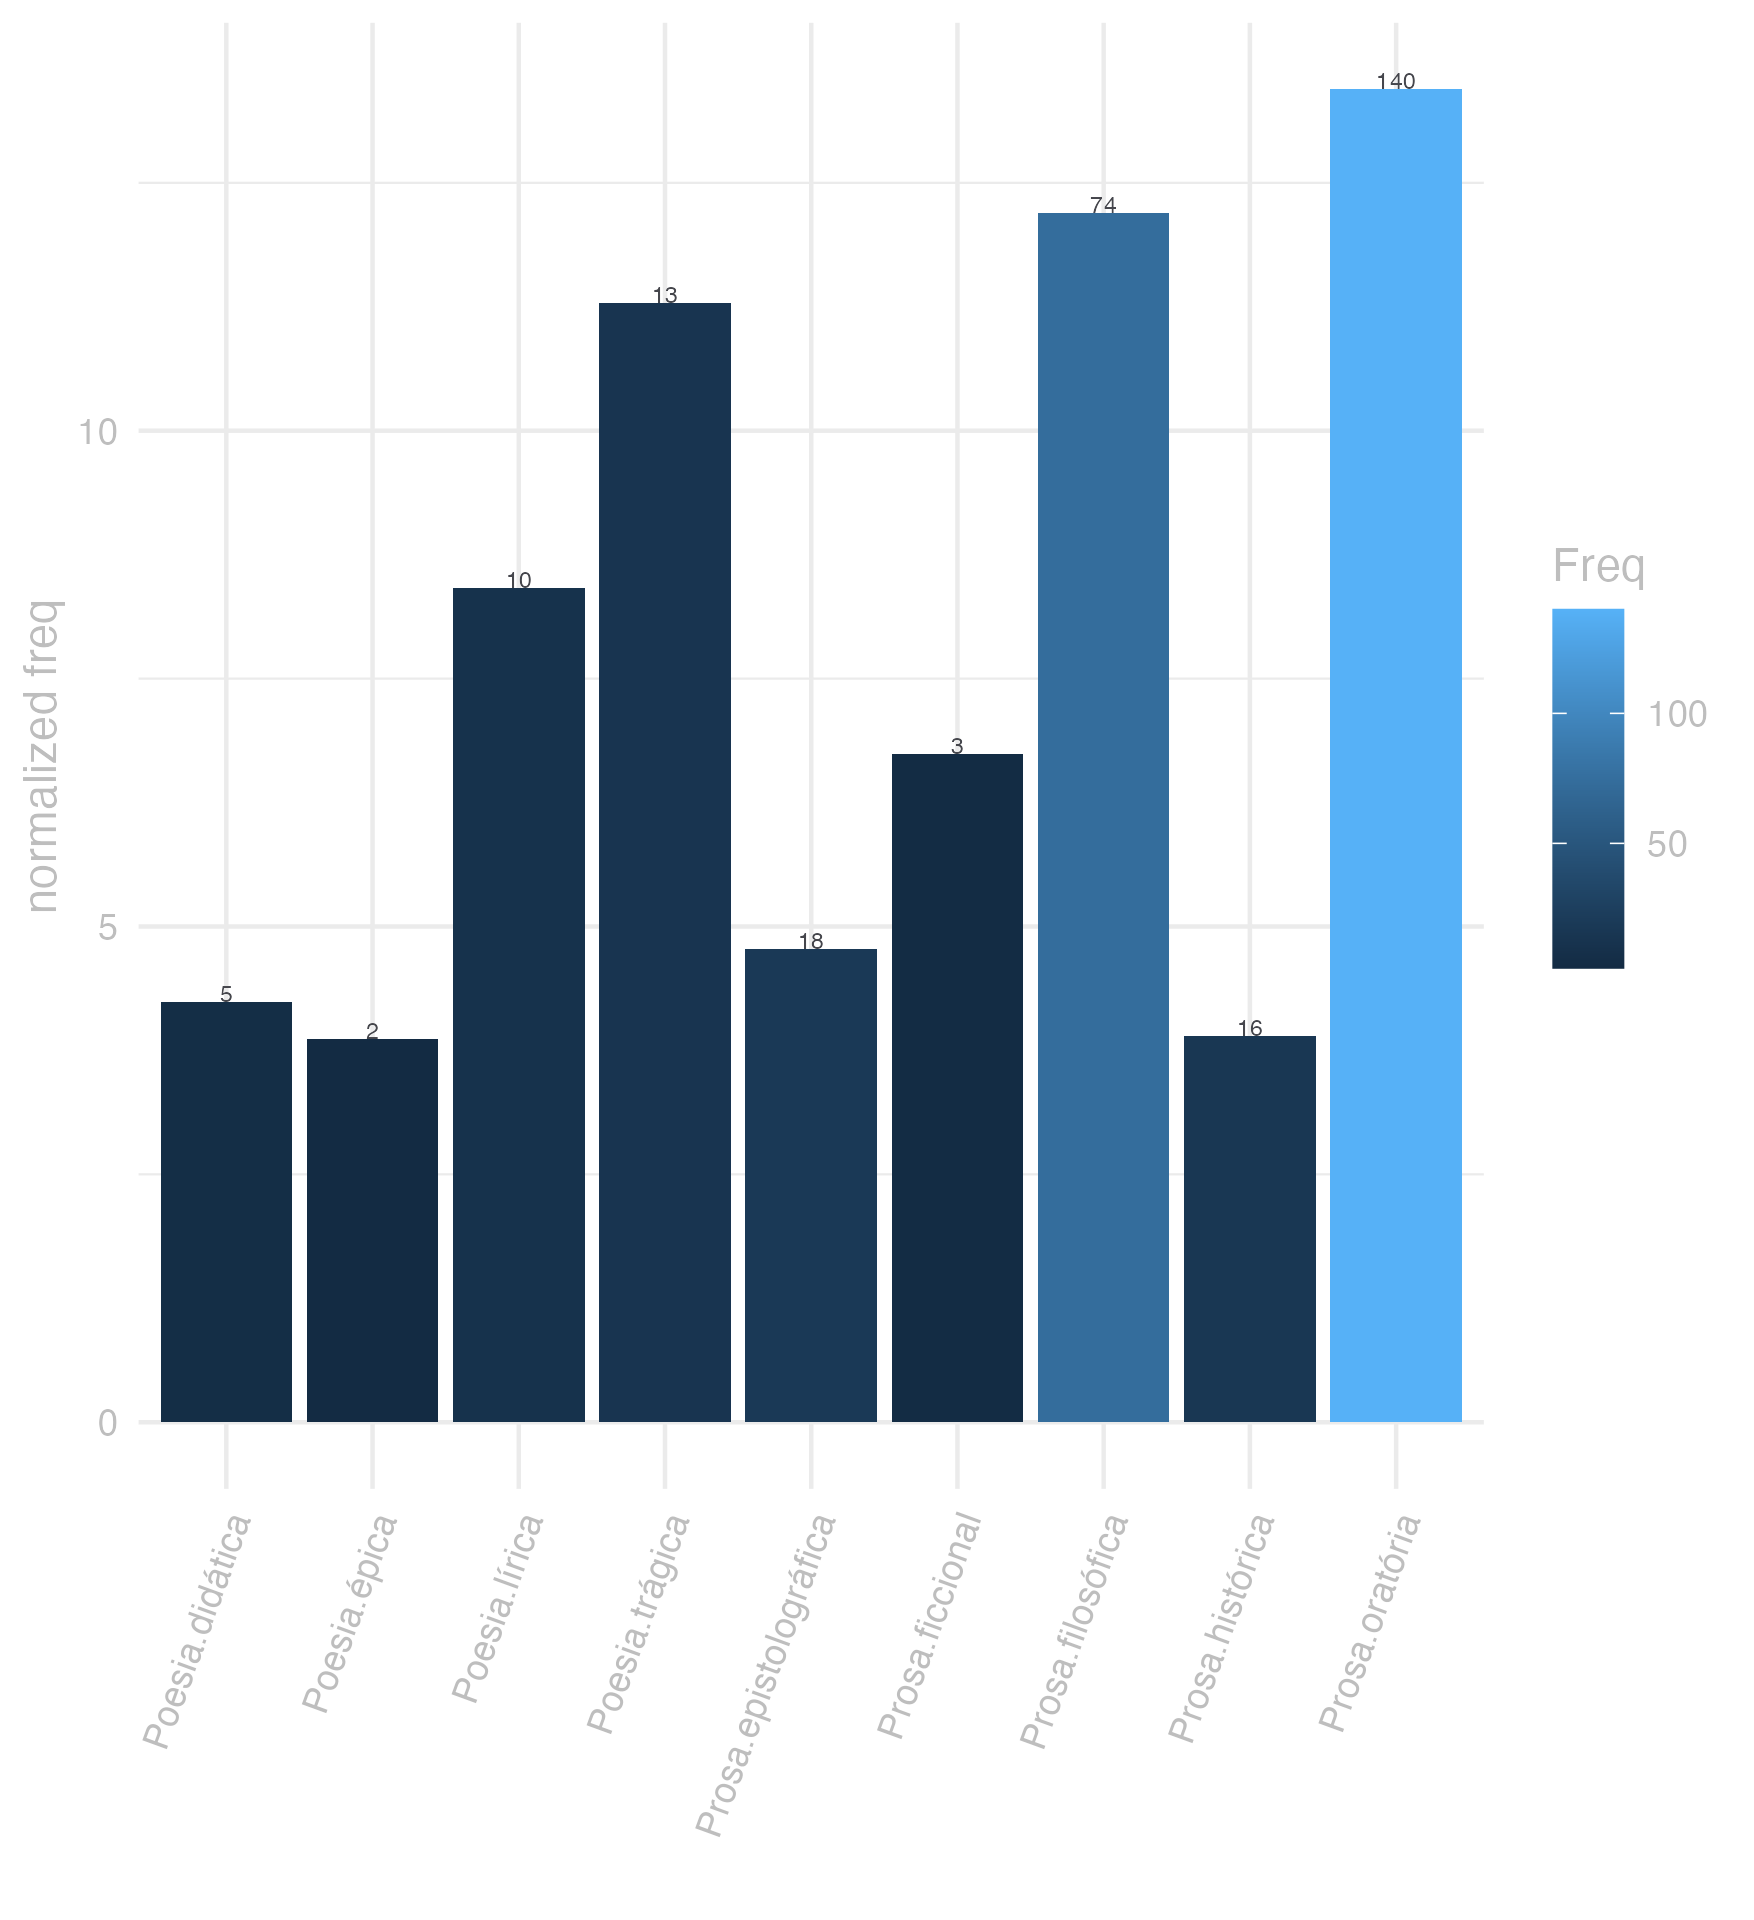 140
74
13
10
10
3
18
5
5
16
2
0
normalized freq
Freq
100
50
Poesia.didática
Poesia.épica
Poesia.lírica
Poesia.trágica
Prosa.epistolográfica
Prosa.ficcional
Prosa.filosófica
Prosa.histórica
Prosa.oratória